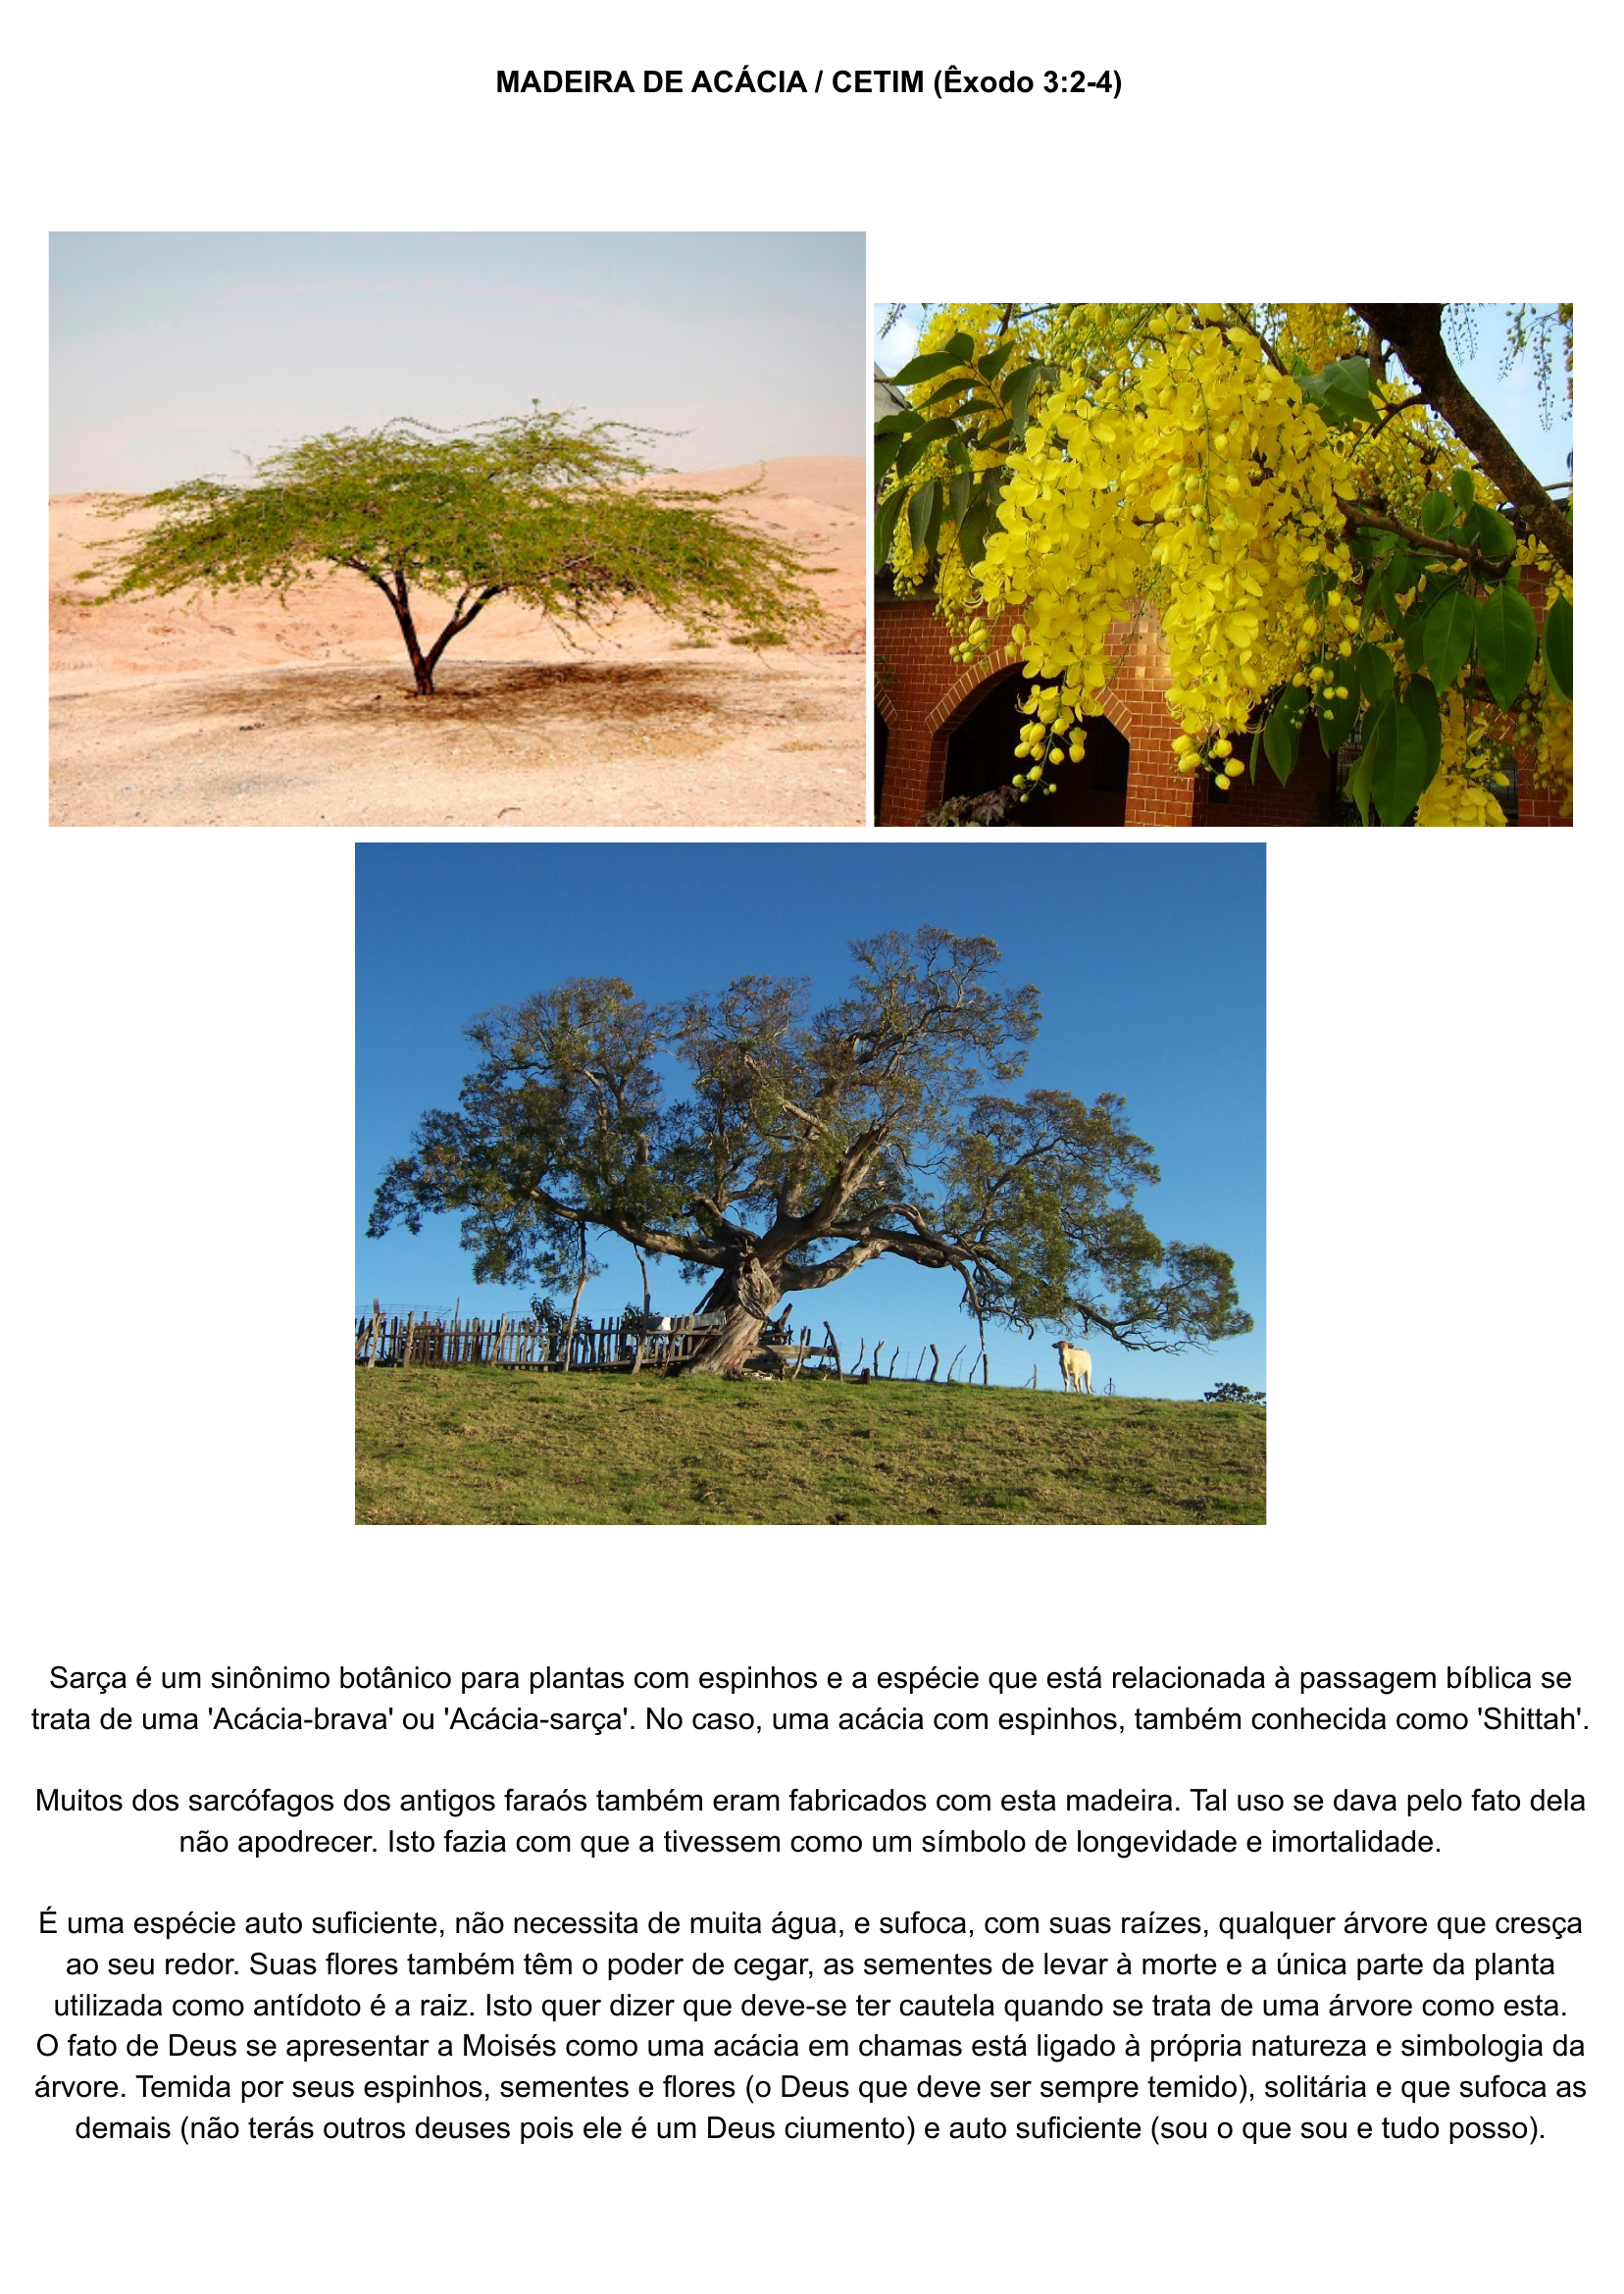 MADEIRA DE ACÁCIA / CETIM (Êxodo 3:2-4)
Sarça é um sinônimo botânico para plantas com espinhos e a espécie que está relacionada à passagem bíblica se
trata de uma 'Acácia-brava' ou 'Acácia-sarça'. No caso, uma acácia com espinhos, também conhecida como 'Shittah'.
Muitos dos sarcófagos dos antigos faraós também eram fabricados com esta madeira. Tal uso se dava pelo fato dela
não apodrecer. Isto fazia com que a tivessem como um símbolo de longevidade e imortalidade.
É uma espécie auto suficiente, não necessita de muita água, e sufoca, com suas raízes, qualquer árvore que cresça
ao seu redor. Suas flores também têm o poder de cegar, as sementes de levar à morte e a única parte da planta
utilizada como antídoto é a raiz. Isto quer dizer que deve-se ter cautela quando se trata de uma árvore como esta.
O fato de Deus se apresentar a Moisés como uma acácia em chamas está ligado à própria natureza e simbologia da
árvore. Temida por seus espinhos, sementes e flores (o Deus que deve ser sempre temido), solitária e que sufoca as
demais (não terás outros deuses pois ele é um Deus ciumento) e auto suficiente (sou o que sou e tudo posso).